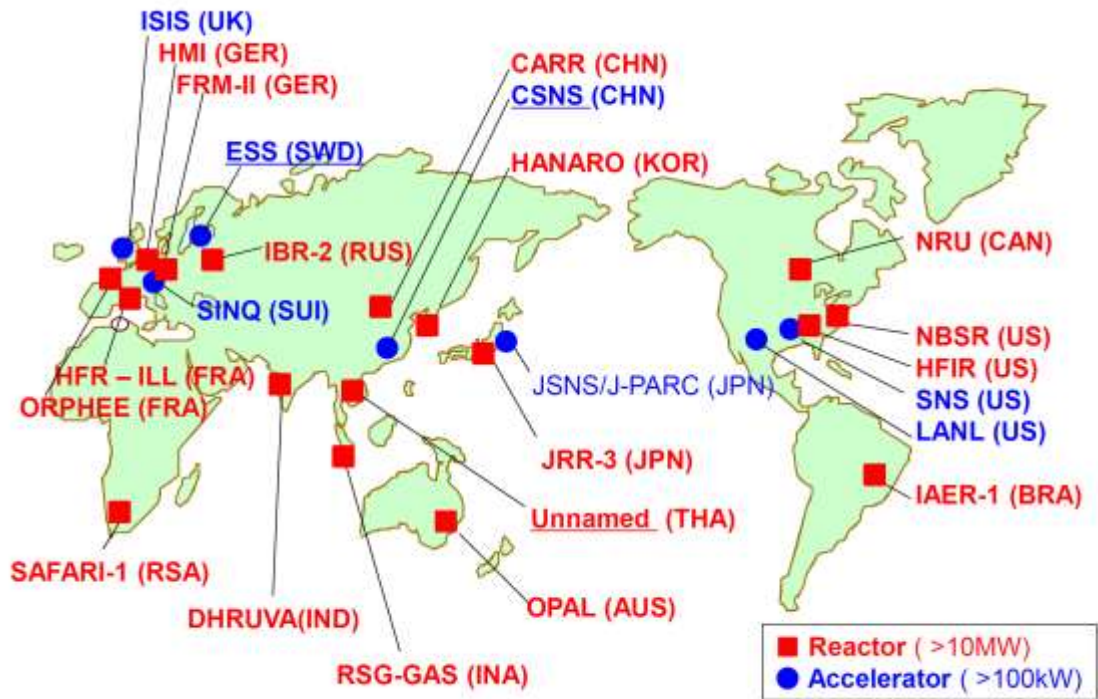 ISIS (UK)
HMI (GER)
FRM-II (GER)
CARR (CHN)
CSNS (CHN)
ESS (SWD)
HANARO (KOR)
IBR-2 (RUS)
NRU (CAN)
SINQ (SUI)
NBSR (US)
HFIR (US)
HFR – ILL (FRA)
JSNS/J-PARC (JPN)
SNS (US)
ORPHEE (FRA)
LANL (US)
JRR-3 (JPN)
IAER-1 (BRA)
Unnamed (THA)
SAFARI-1 (RSA)
OPAL (AUS)
DHRUVA(IND)
RSG-GAS (INA)
Reactor ( >10MW)
Accelerator ( >100kW)